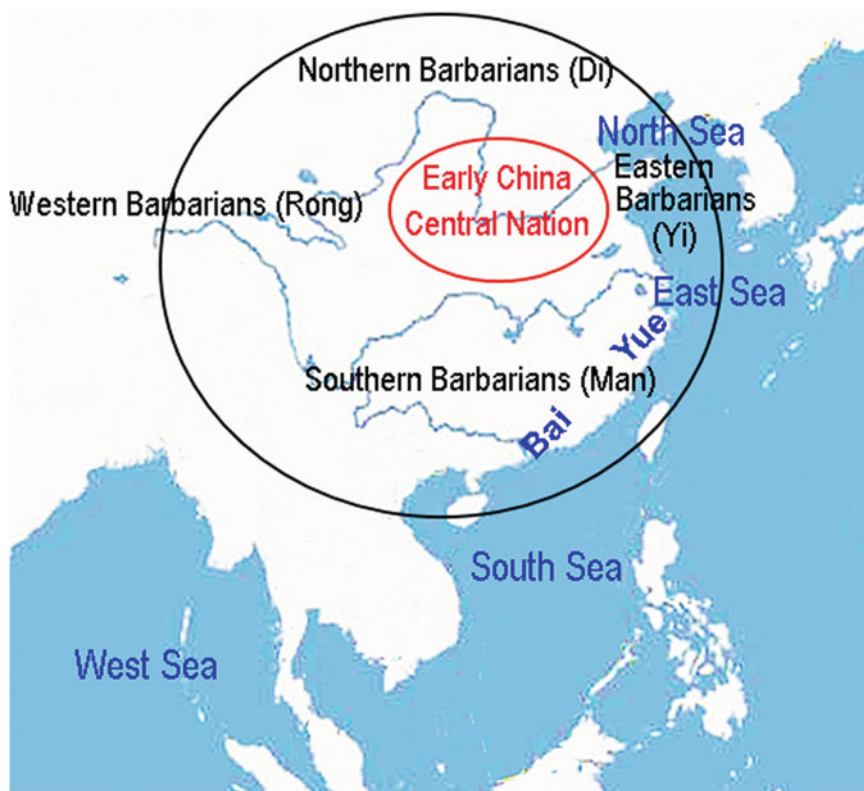 Northern Barbarians (Di)
North Sea
Eastern
Barbarians
(Yi)
Early China
Central Nation
Western Barbarians (Rong)
East Sea
Yue
Southern Barbarians (Man)
Bai
South Sea
West Sea